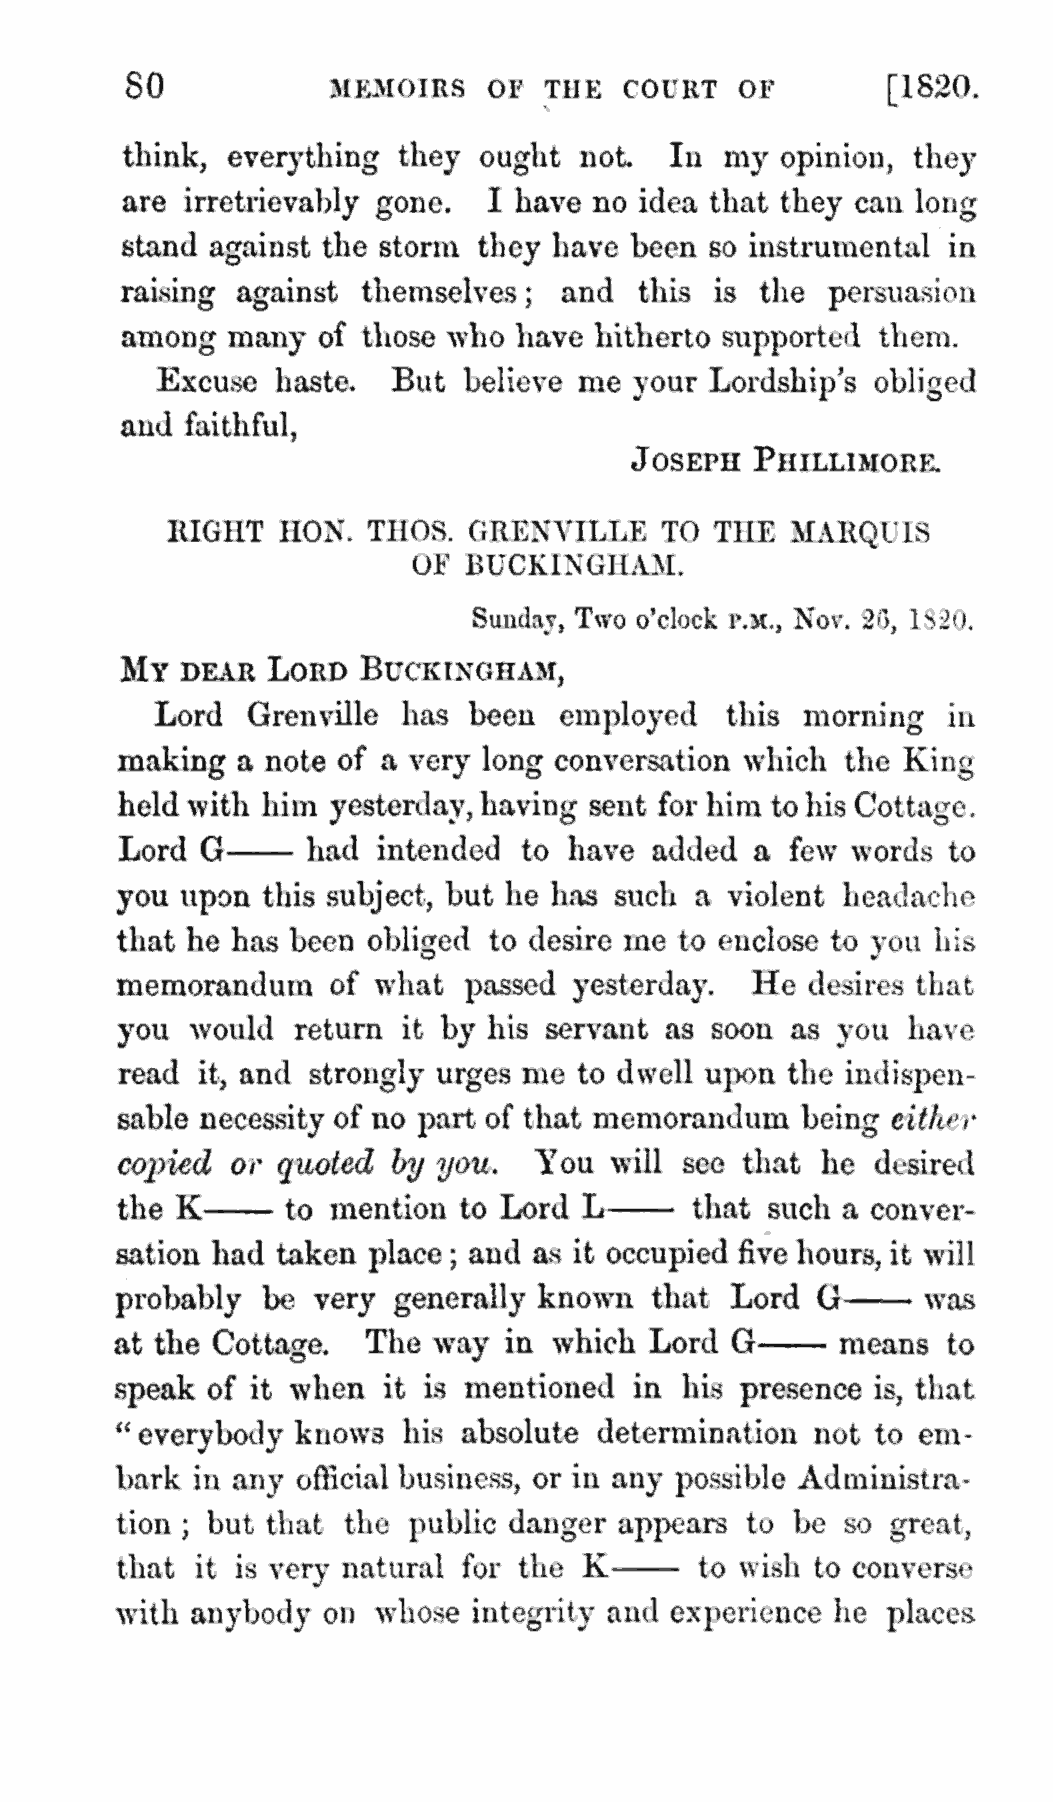 80 MEMOIRS OF THE COURT OF [1820.
think, everything they ought not. In my opinion, they
are irretrievably gone. I have no idea that they can long
stand against the storm they have been so instrumental in
raising against themselves; and this is the persuasion
among many of those who have hitherto supported them.
Excuse haste. But believe me your Lordship's obliged
and faithful,
JOSEPH PHILLIMORE.
RIGHT HON. THOS. GRENVILLE TO THE MARQUIS
OF BUCKINGHAM.
Sunday, Two o'clock P.M., Nov. 26, 1820.
MY DEAR LORD BUCKINGHAM,
Lord Grenville has been employed this morning in
making a note of a very long conversation which the King
held with him yesterday, having sent for him to his Cottage.
Lord G—— had intended to have added a few words to
you upon this subject, but he has such a violent headache
that he has been obliged to desire me to enclose to you his
memorandum of what passed yesterday. He desires that
you would return it by his servant as soon as you have
read it, and strongly urges me to dwell upon the indispen-
sable necessity of no part of that memorandum being either
copied or quoted by you. You will see that he desired
the K—— to mention to Lord L—— that such a conver-
sation had taken place; and as it occupied five hours, it will
probably be very generally known that Lord G—— was
at the Cottage. The way in which Lord G—— means to
speak of it when it is mentioned in his presence is, that
"everybody knows his absolute determination not to em-
bark in any official business, or in any possible Administra-
tion; but that the public danger appears to be so great,
that it is very natural for the K—— to wish to converse
with anybody on whose integrity and experience he places